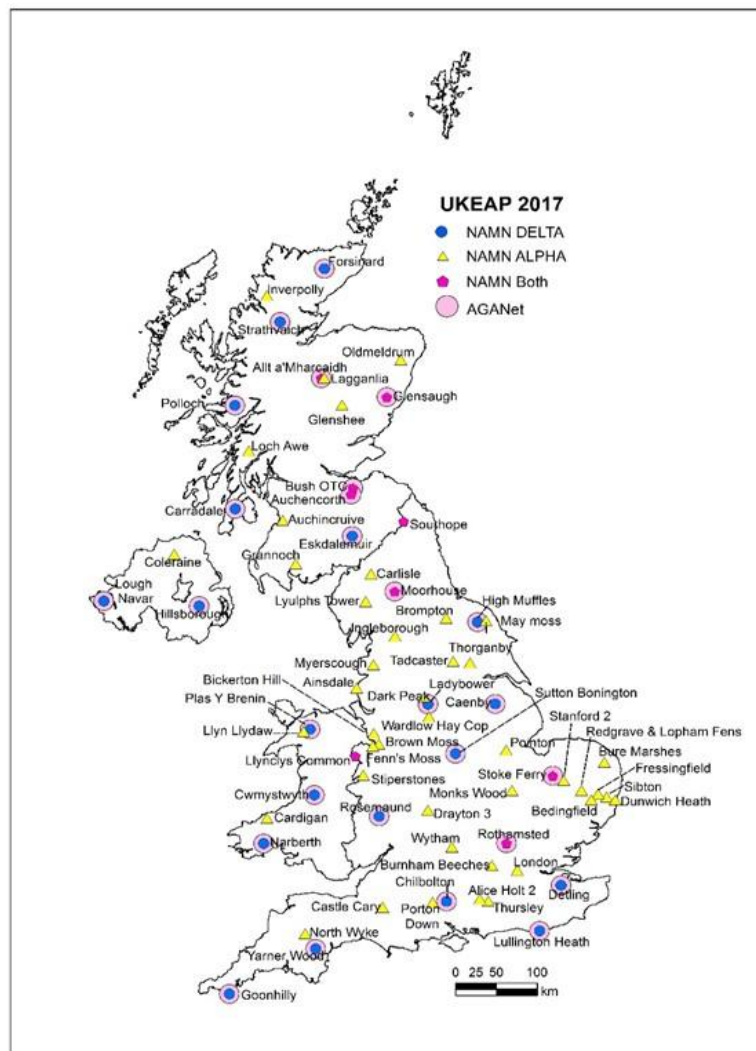 UKEAP 2017
NAMN DELTA
NAMN ALPHA
NAMN Both
AGANet
Forsinard
Inverpolly
Strathvaich
Oldmeldrum
Allt a'Mharcaidh
Lagganlia
Polloch
Glensaugh
Glenshee
Loch Awe
Bush OTC
Auchencorth
Carradale
Auchincruive
Southope
Eskdalemuir
Coleraine
Grannoch
Carlisle
Lough
Navar
Moorhouse
Hillsborough
Lyulphs Tower
High Muffles
Brompton
May moss
Ingleborough
Thorganby
Myerscough
Tadcaster
Bickerton Hill
Ainsdale
Ladybower
Sutton Bonington
Plas Y Brenin
Dark Peak
Caenby
Stanford 2
Llyn Llydaw
Wardlow Hay Cop
Redgrave & Lopham Fens
Brown Moss
Pointon
Bure Marshes
Llynclys Common
Fenn's Moss
Fressingfield
Stiperstones
Stoke Ferry
Sibton
Cwmystwyth
Monks Wood
Dunwich Heath
Rosemaund
Drayton 3
Bedingfield
Cardigan
Narberth
Wytham
Rothamsted
Burnham Beeches
London
Chilbolton
Alice Holt 2
Detling
Castle Cary
Porton
Down
Thursley
North Wyke
Lullington Heath
Yarner Wood
Goonhilly
0 25 50 100
km